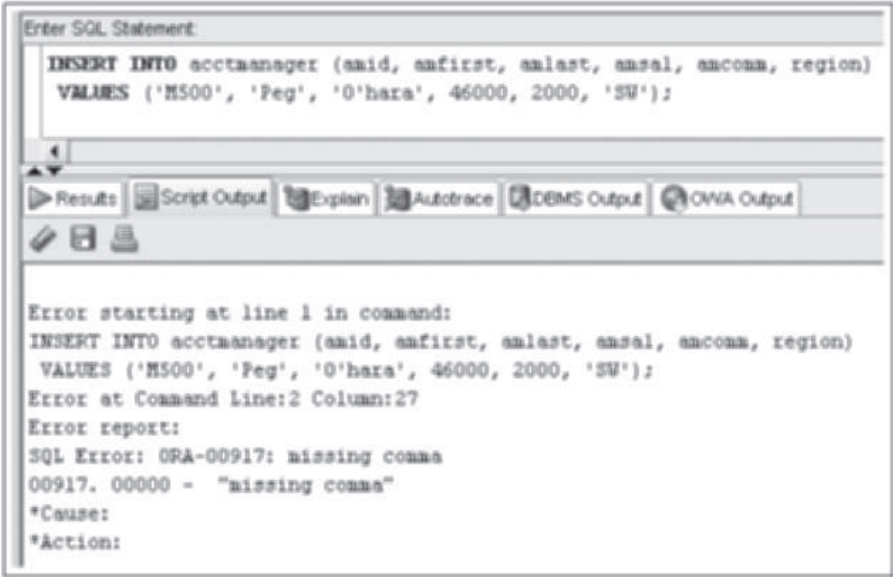 Enter SQL Statement:
INSERT INTO acctmanager (amid, amfirst, amlast, amsal, amcomm, region)
VALUES ('M500', 'Peg', 'O'hara', 46000, 2000, 'SW');
Results Script Output Explain Autotrace DBMS Output OWA Output
Error starting at line 1 in command:
INSERT INTO acctmanager (amid, amfirst, amlast, amsal, amcomm, region)
VALUES ('M500', 'Peg', 'O'hara', 46000, 2000, 'SW');
Error at Command Line:2 Column:27
Error report:
SQL Error: ORA-00917: missing comma
00917. 00000 - "missing comma"
*Cause:
*Action: